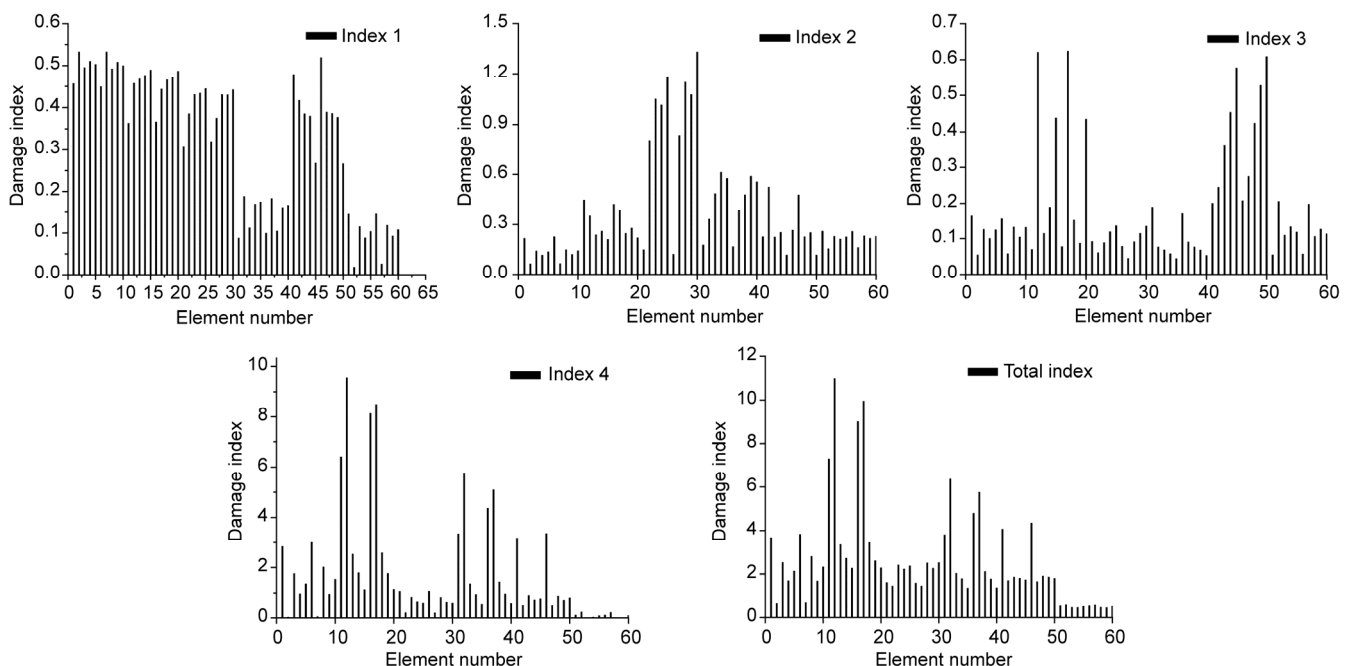 0.6
0.5
0.4
0.3
0.2
0.1
0.0
Damage index
Index 1
0 5 10 15 20 25 30 35 40 45 50 55 60 65
Element number
1.5
1.2
0.9
0.6
0.3
0.0
Damage index
Index 2
0 10 20 30 40 50 60
Element number
0.7
0.6
0.5
0.4
0.3
0.2
0.1
0.0
Damage index
Index 3
0 10 20 30 40 50 60
Element number
10
8
6
4
2
0
Damage index
Index 4
0 10 20 30 40 50 60
Element number
12
10
8
6
4
2
0
Damage index
Total index
0 10 20 30 40 50 60
Element number